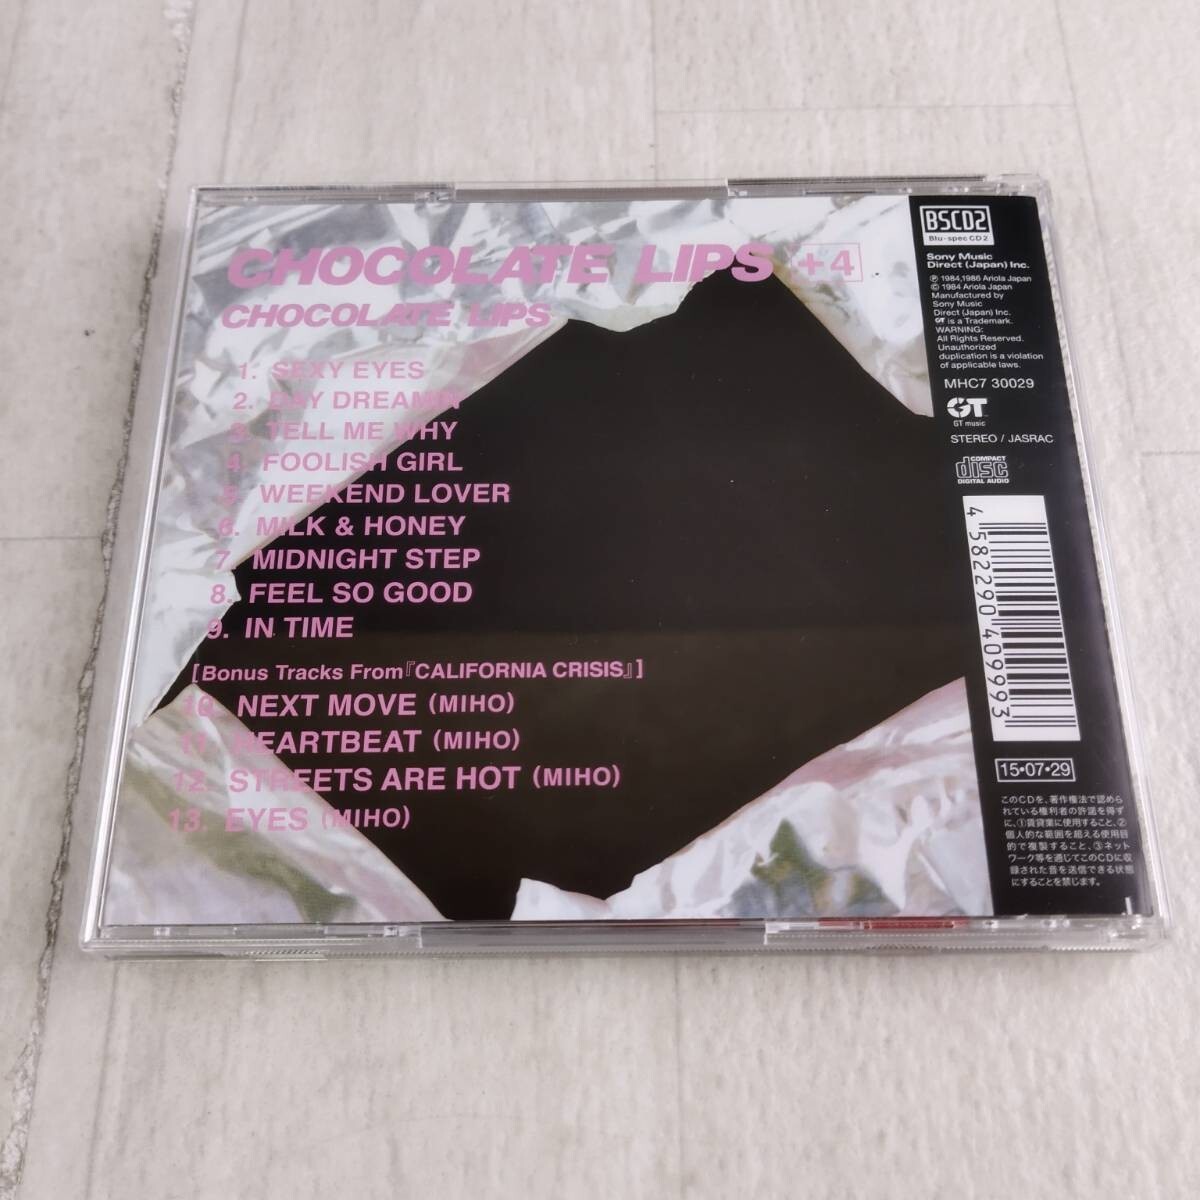 CHOCOLATE LIPS +4
CHOCOLATE LIPS
1. SEXY EYES
2. DAY DREAMIN'
3. TELL ME WHY
4. FOOLISH GIRL
5. WEEKEND LOVER
6. MILK & HONEY
7. MIDNIGHT STEP
8. FEEL SO GOOD
9. IN TIME
[Bonus Tracks From『CALIFORNIA CRISIS』]
10. NEXT MOVE (MIHO)
11. HEARTBEAT (MIHO)
12. STREETS ARE HOT (MIHO)
13. EYES (MIHO)
BSCD2
Blu-spec CD 2
Sony Music
Direct (Japan) Inc.
Ⓟ 1984,1986 Ariola Japan
© 1984 Ariola Japan
Manufactured by
Sony Music
Direct (Japan) Inc.
GT is a Trademark.
WARNING:
All Rights Reserved.
Unauthorized
duplication is a violation
of applicable laws.
MHC7 30029
GT
GT music
STEREO / JASRAC
COMPACT
disc
DIGITAL AUDIO
4 582290 409993
15・07・29
このCDを、著作権法で認めら
れている権利者の許諾を得ず
に、①賃貸業に使用すること、②
個人的な範囲を超える使用目
的で複製すること、③ネット
ワーク等を通じてこのCDに収
録された音を送信できる状態
にすることを禁じます。